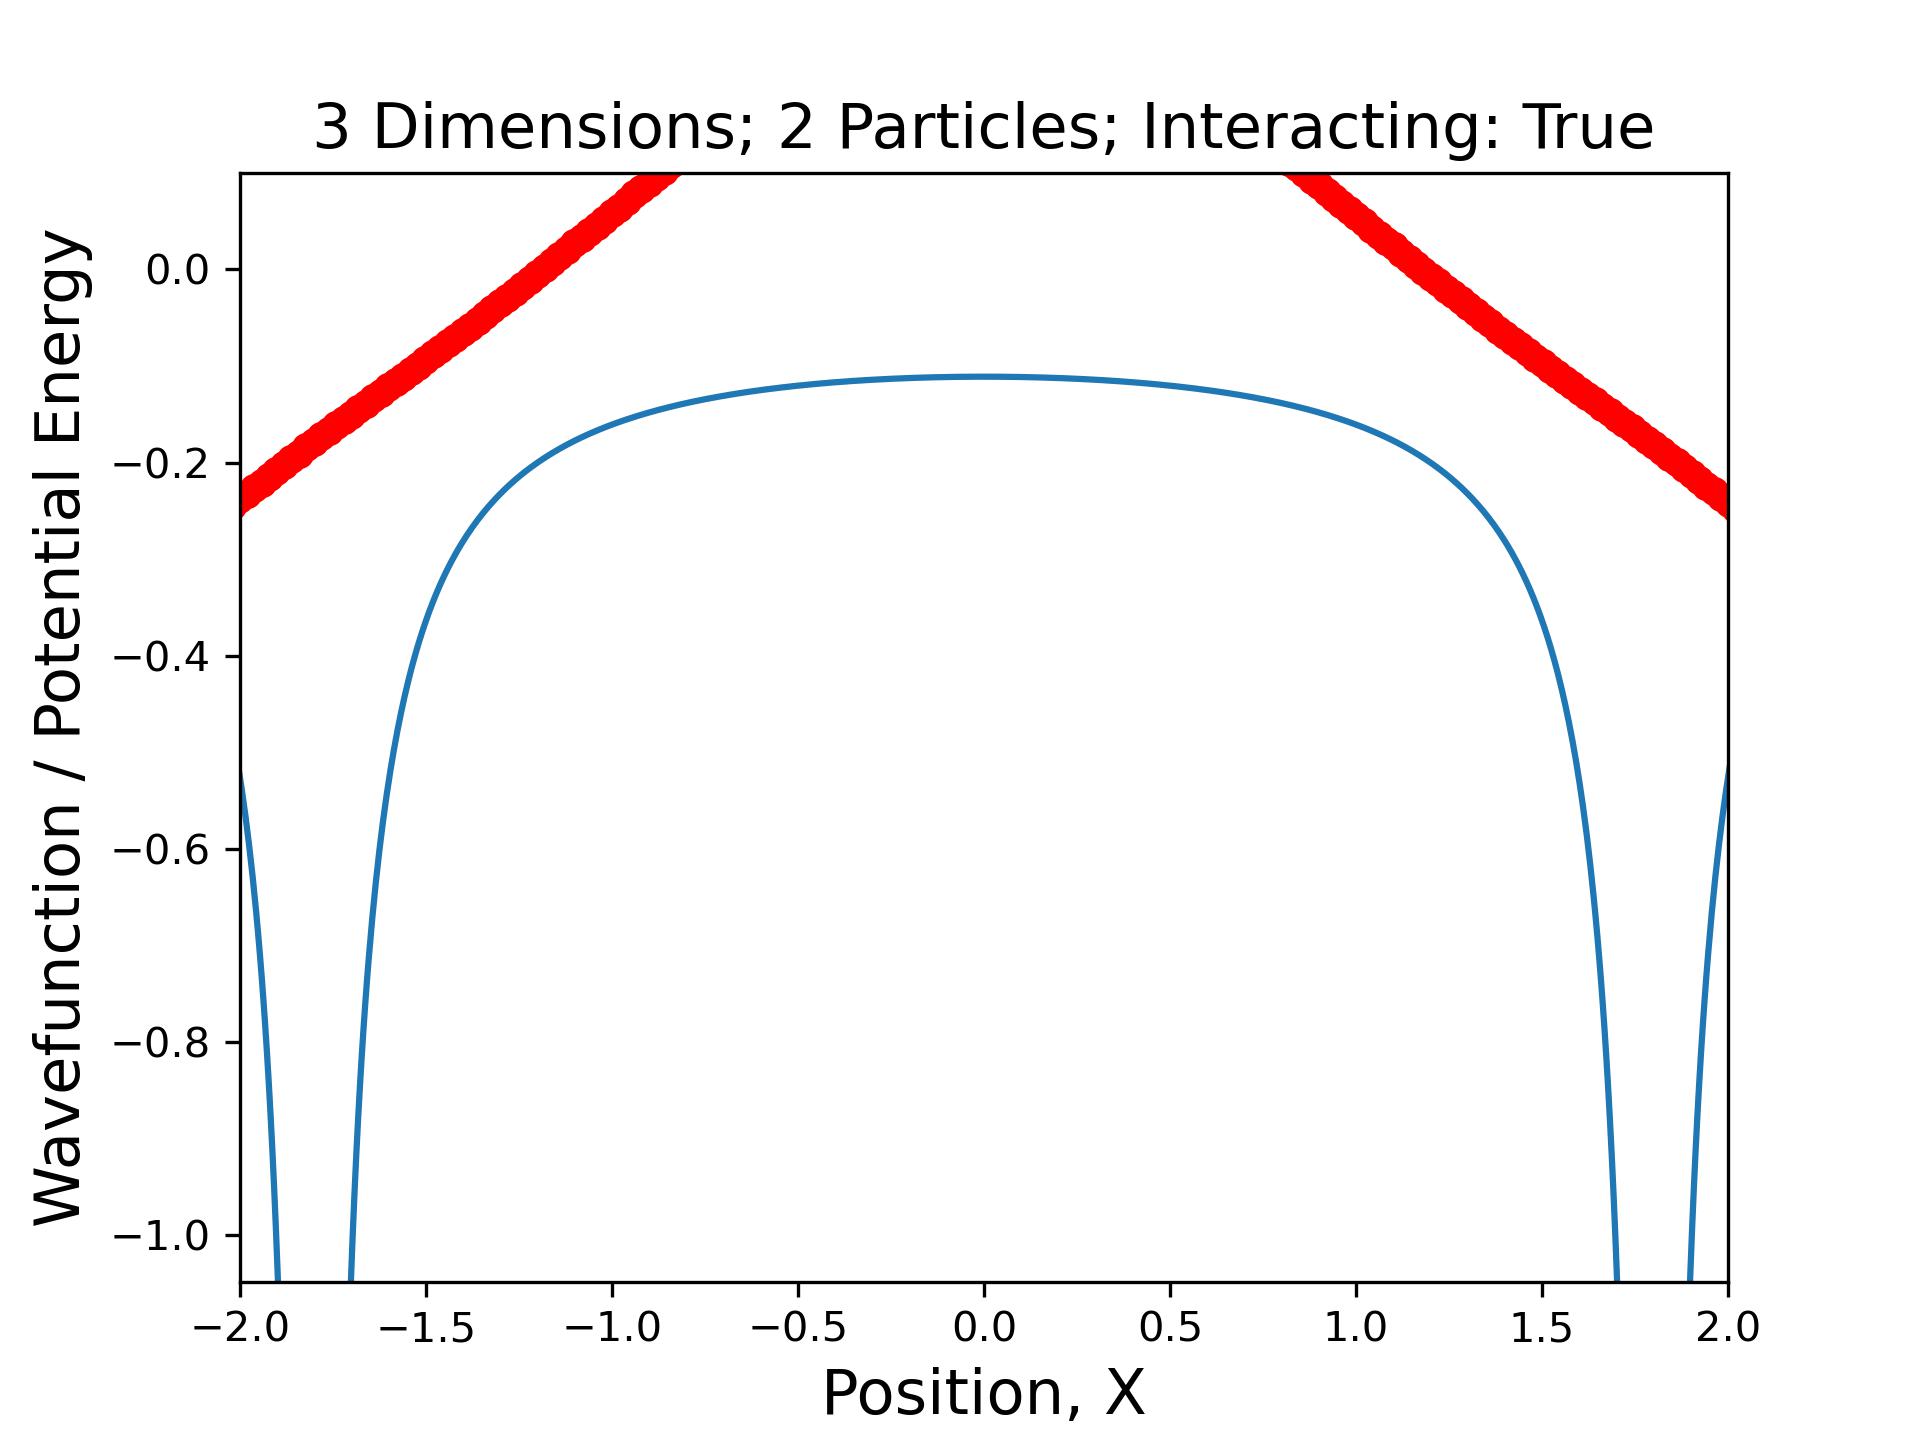 3 Dimensions; 2 Particles; Interacting: True
Wavefunction / Potential Energy
0.0
−0.2
−0.4
−0.6
−0.8
−1.0
−2.0 −1.5 −1.0 −0.5 0.0 0.5 1.0 1.5 2.0
Position, X